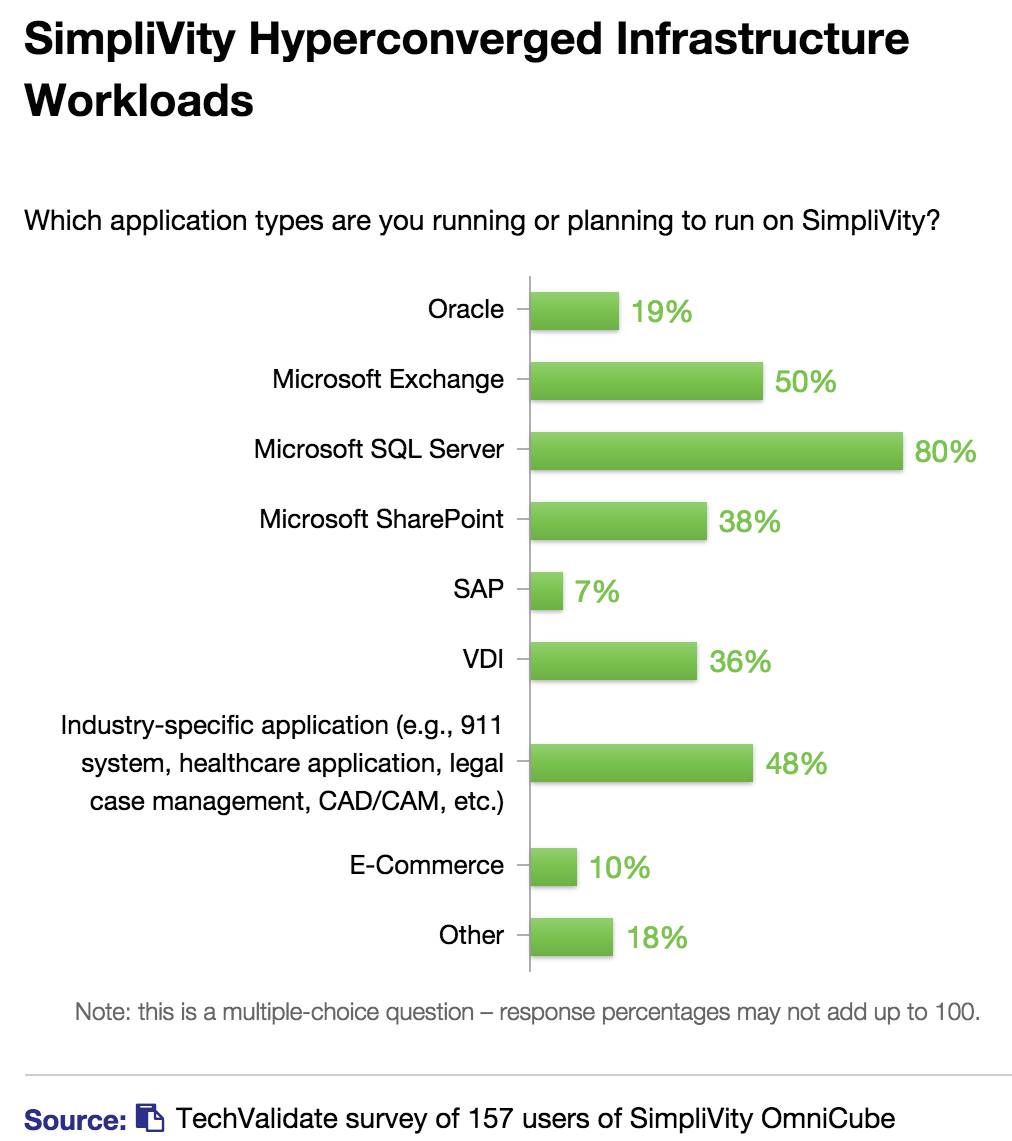 SimpliVity Hyperconverged Infrastructure
Workloads
Which application types are you running or planning to run on SimpliVity?
Oracle 19%
Microsoft Exchange 50%
Microsoft SQL Server 80%
Microsoft SharePoint 38%
SAP 7%
VDI 36%
Industry-specific application (e.g., 911
system, healthcare application, legal 48%
case management, CAD/CAM, etc.)
E-Commerce 10%
Other 18%
Note: this is a multiple-choice question – response percentages may not add up to 100.
Source: TechValidate survey of 157 users of SimpliVity OmniCube